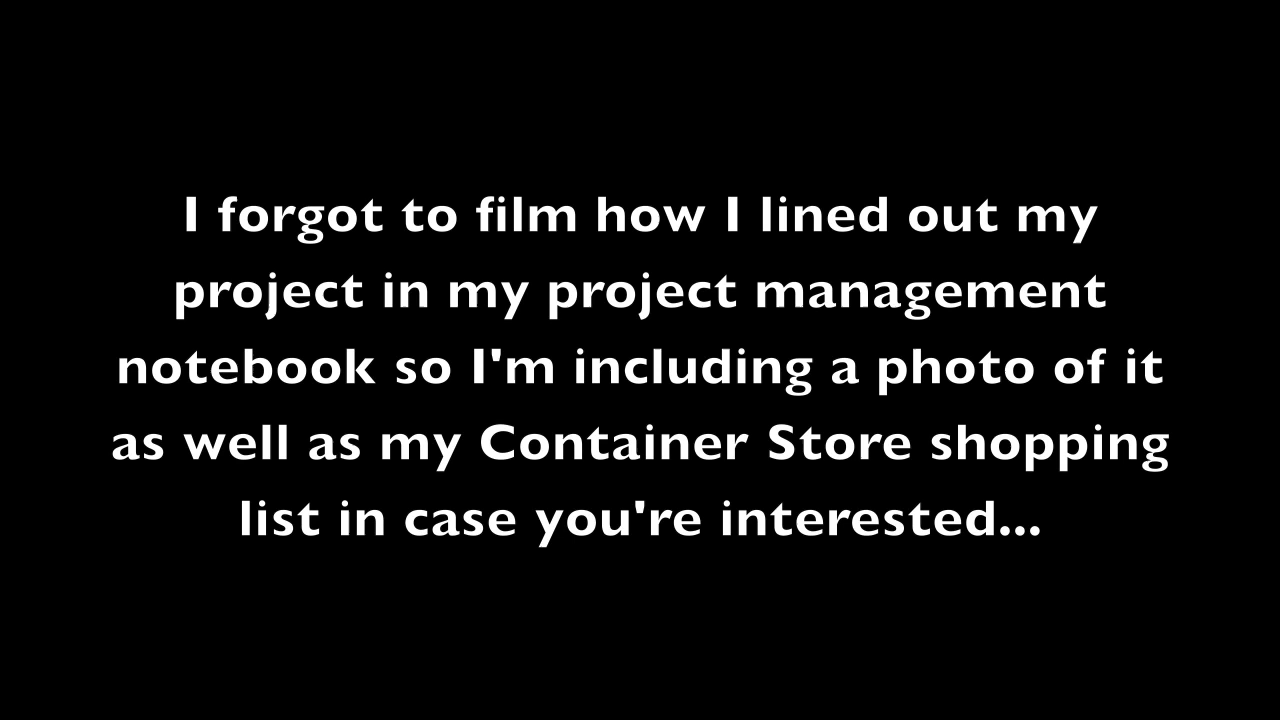 I forgot to film how I lined out my
project in my project management
notebook so I'm including a photo of it
as well as my Container Store shopping
list in case you're interested...